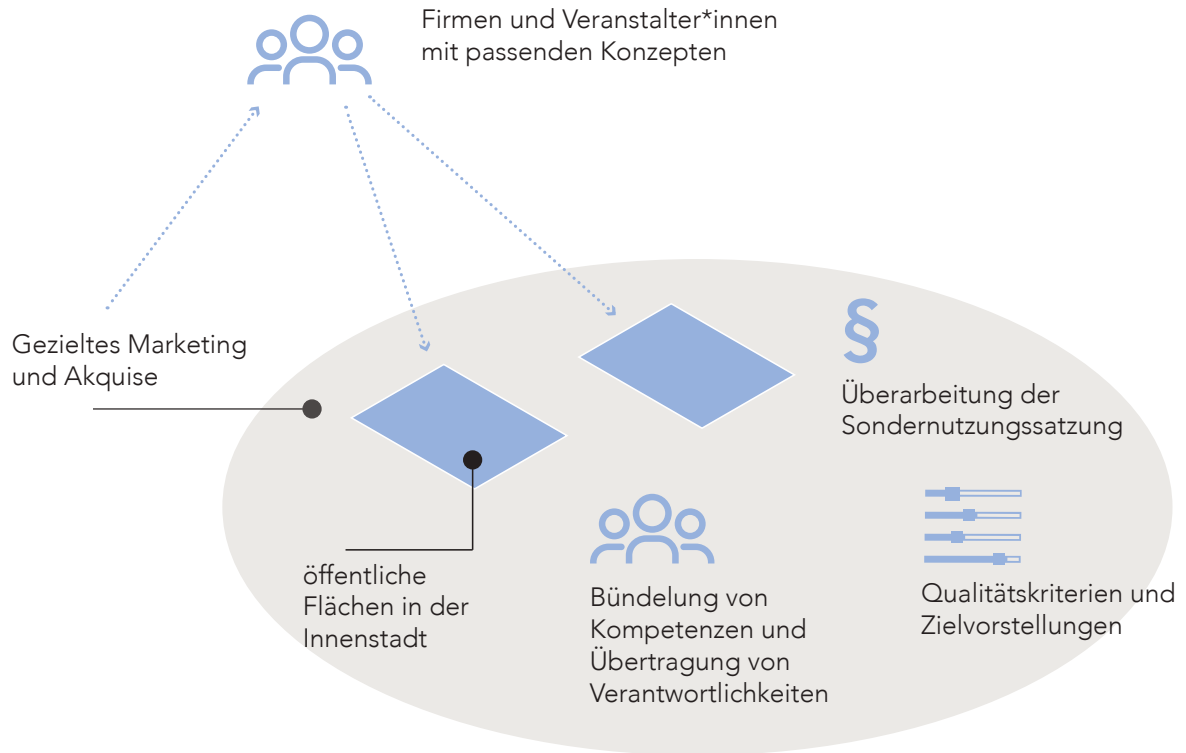 Firmen und Veranstalter*innen
mit passenden Konzepten
Gezieltes Marketing
und Akquise
§
Überarbeitung der
Sondernutzungssatzung
öffentliche
Flächen in der
Innenstadt
Bündelung von
Kompetenzen und
Übertragung von
Verantwortlichkeiten
Qualitätskriterien und
Zielvorstellungen